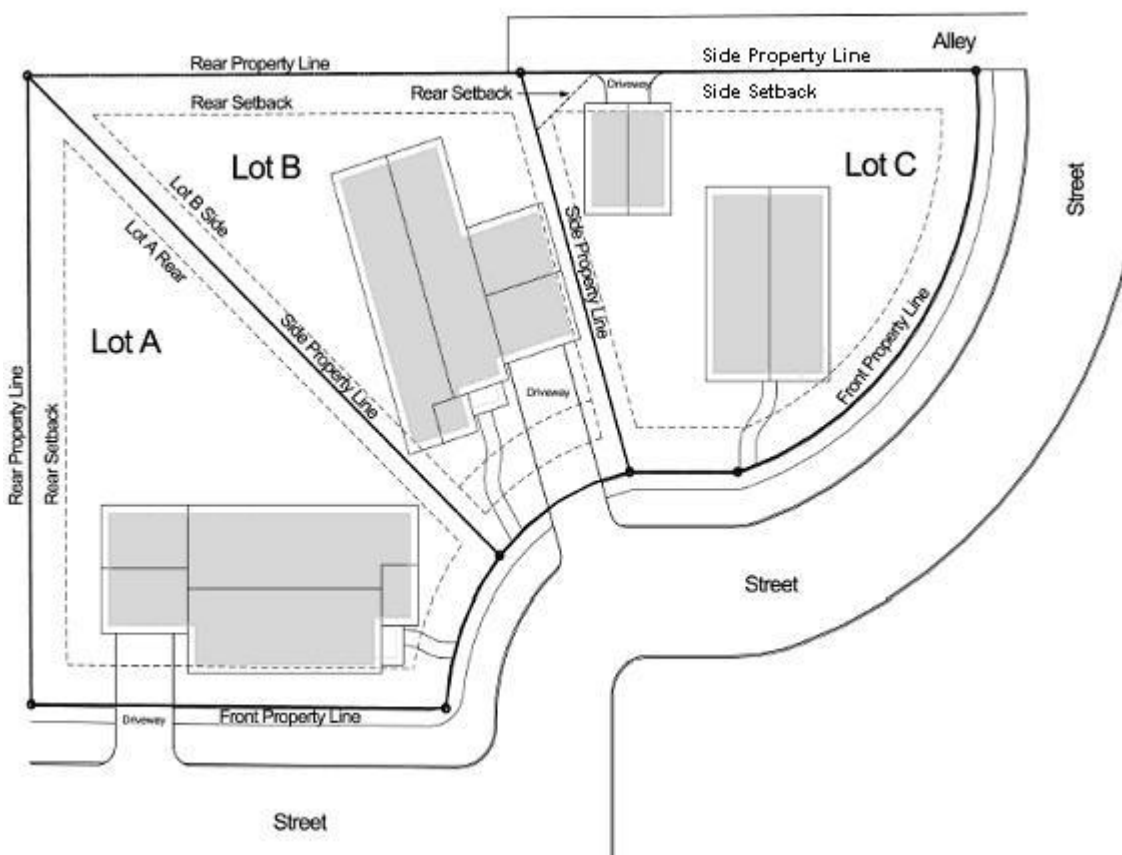 Alley
Side Property Line
Rear Property Line
Driveway
Side Setback
Rear Setback
Rear Setback
Lot B
Lot C
Street
Lot B Side
Lot A Rear
Side Property Line
Side Property Line
Lot A
Front Property Line
Driveway
Rear Property Line
Rear Setback
Street
Front Property Line
Driveway
Street